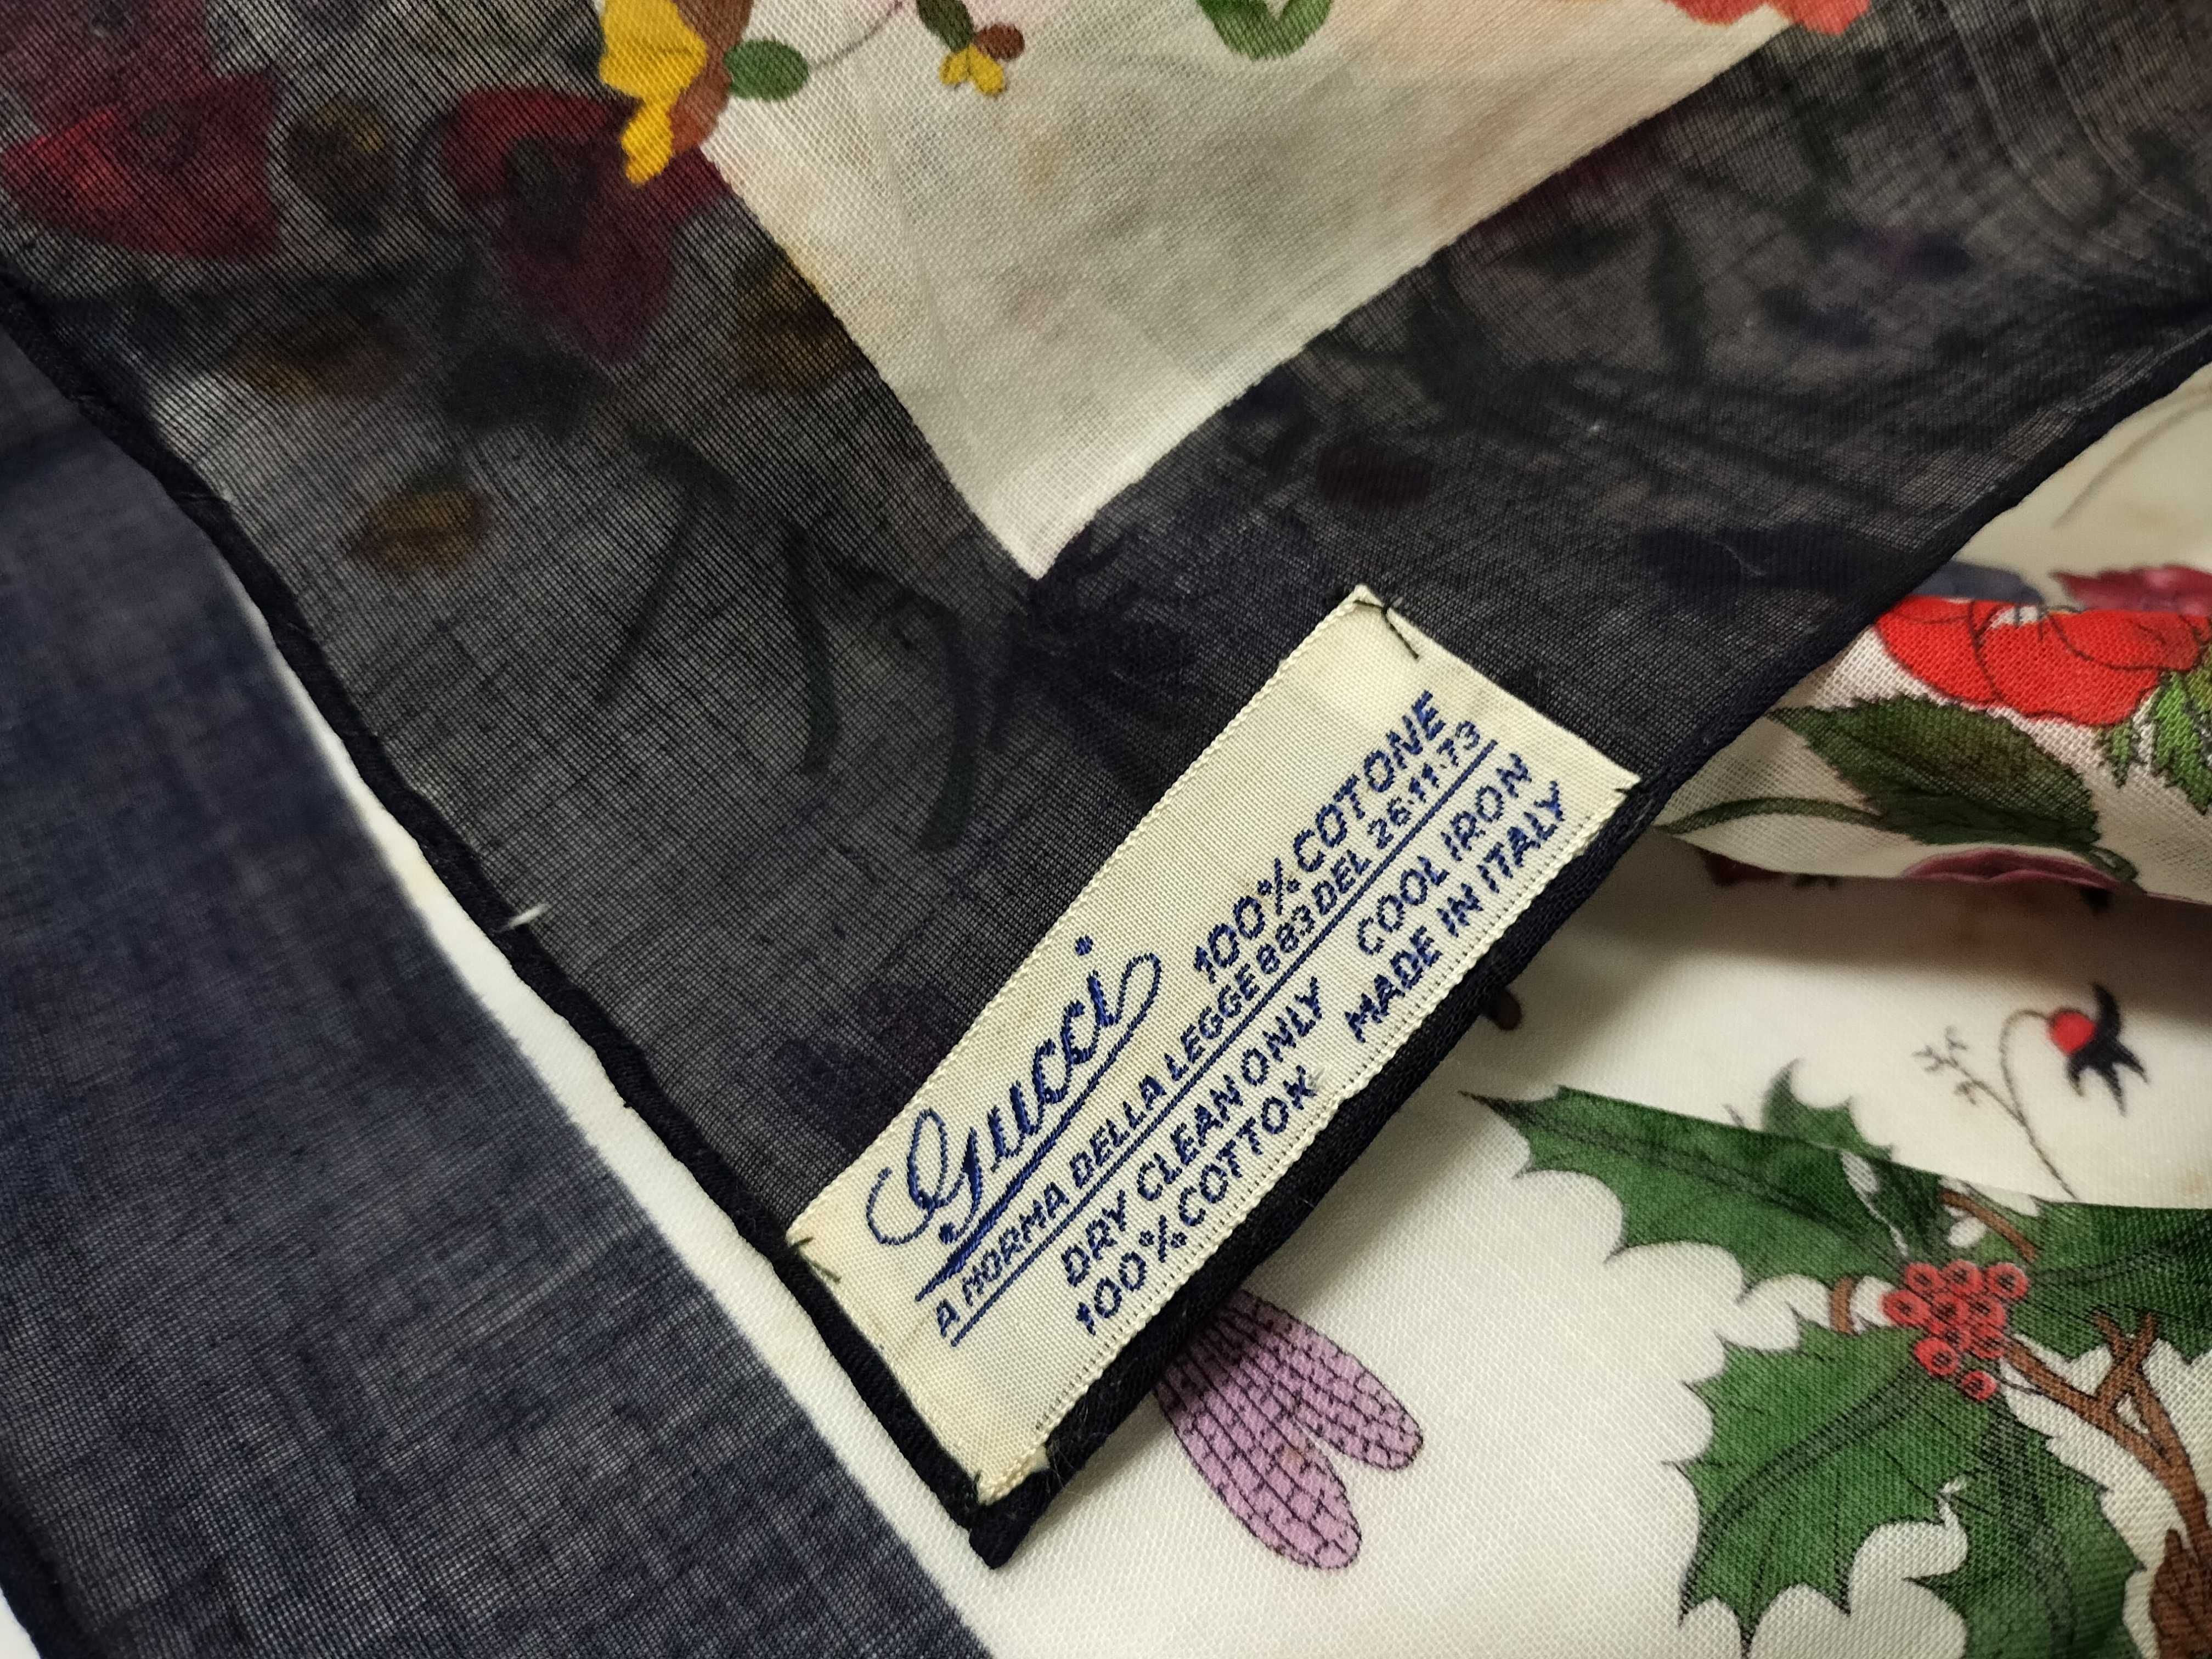 Gucci 100% COTONE
A NORMA DELLA LEGGE 883 DEL 26·11·73
DRY CLEAN ONLY COOL IRON
100% COTTON MADE IN ITALY